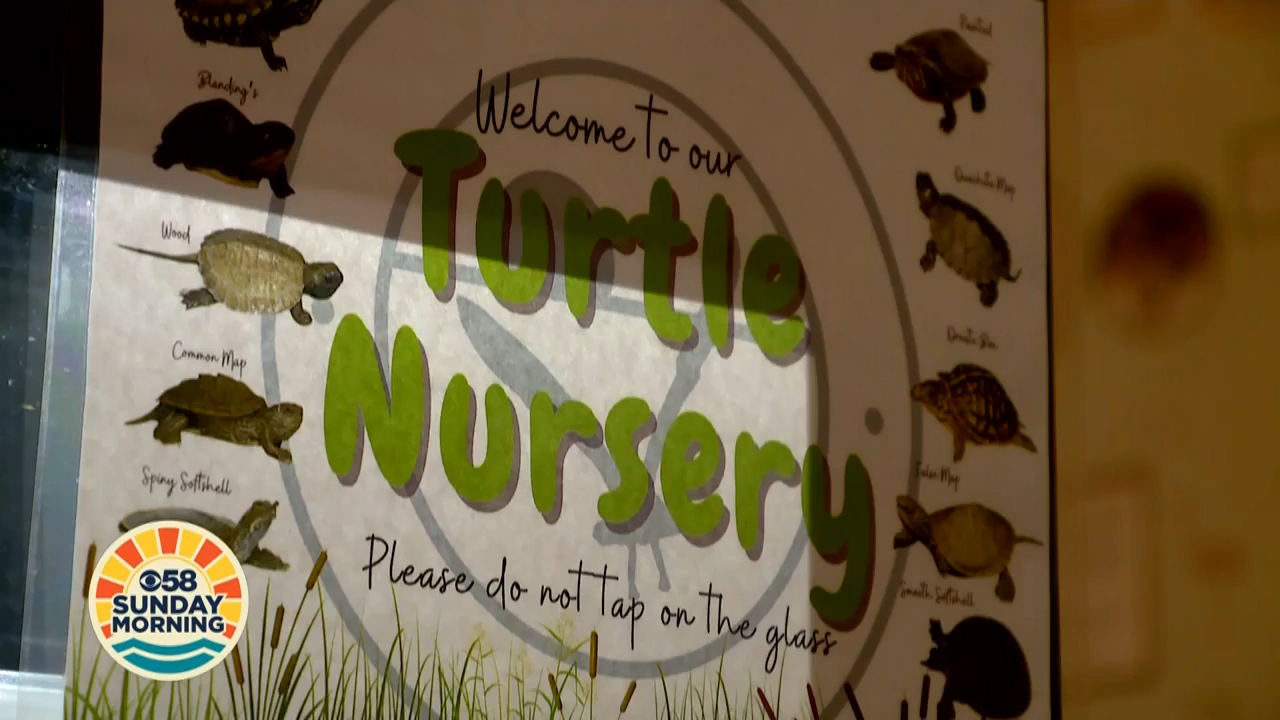 Welcome to our
Turtle
Nursery
Please do not tap on the glass
Blanding's
Wood
Common Map
Spiny Softshell
Painted
Ouachita Map
Ornate Box
False Map
Smooth Softshell
CBS 58
SUNDAY
MORNING